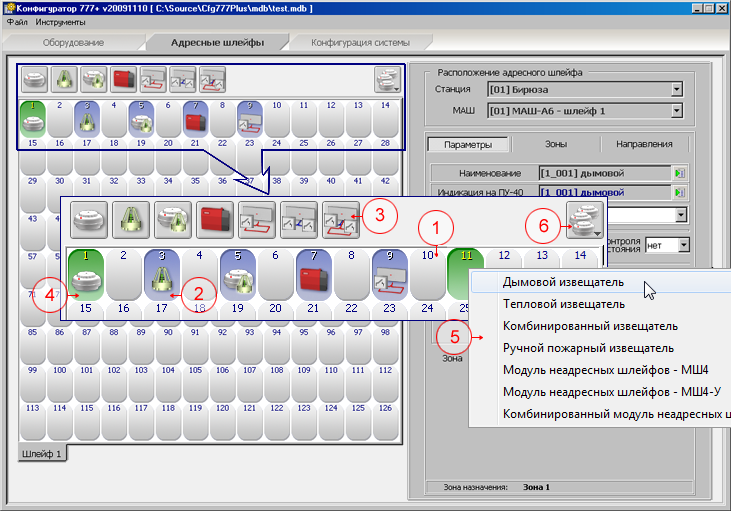 Конфигуратор 777+ v20091110 [ C:\Source\Cfg777Plus\mdb\test.mdb ]
Файл Инструменты
Оборудование Адресные шлейфы Конфигурация системы
1 2 3 4 5 6 7 8 9 10 11 12 13 14
15 16 17 18 19 20 21 22 23 24 25 26 27 28
29 30 31 32 33 34 35 36 37 38 39 40 41 42
43
57
71
3
6
1
1 2 3 4 5 6 7 8 9 10 11 12 13 14
4
2
15 16 17 18 19 20 21 22 23 24 25
5
85 86 87 88 89 90 91 92 93 94 95 96 97 98
99 100 101 102 103 104 105 106 107 108 109 110 111 112
113 114 115 116 117 118 119 120 121 122 123 124 125 126
Шлейф 1
Расположение адресного шлейфа
Станция [01] Бирюза
МАШ [01] МАШ-А6 - шлейф 1
Параметры Зоны Направления
Наименование [1_001] дымовой
Индикация на ПУ-40 [1_001] дымовой
контроля
состояния нет
Дымовой извещатель
Тепловой извещатель
Комбинированный извещатель
Ручной пожарный извещатель
Модуль неадресных шлейфов - МШ4
Модуль неадресных шлейфов - МШ4-У
Комбинированный модуль неадресных ш
Зона
Зона назначения: Зона 1